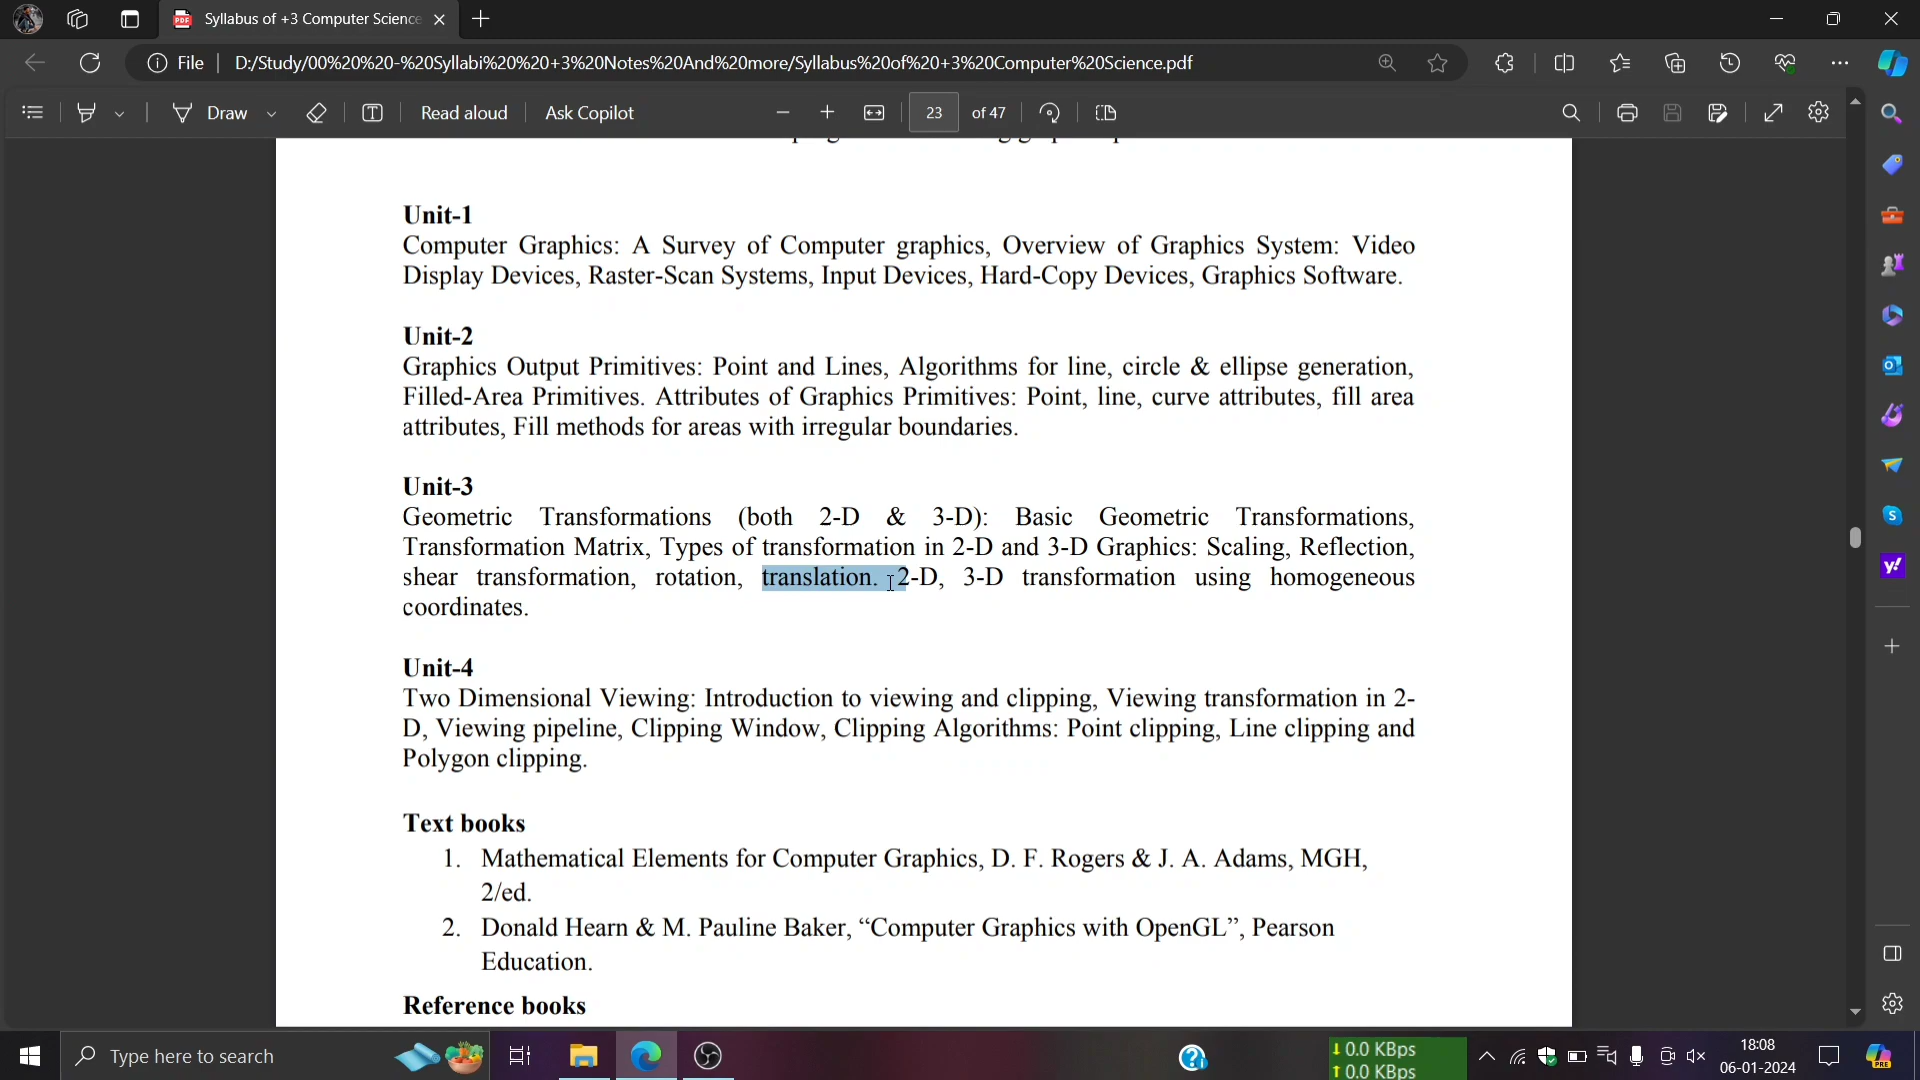 Syllabus of +3 Computer Science
File
D:/Study/00%20%20-%20Syllabi%20%20+3%20Notes%20And%20more/Syllabus%20of%20+3%20Computer%20Science.pdf
Draw
Read aloud
Ask Copilot
23
of 47
Unit-1
Computer Graphics: A Survey of Computer graphics, Overview of Graphics System: Video
Display Devices, Raster-Scan Systems, Input Devices, Hard-Copy Devices, Graphics Software.
Unit-2
Graphics Output Primitives: Point and Lines, Algorithms for line, circle & ellipse generation,
Filled-Area Primitives. Attributes of Graphics Primitives: Point, line, curve attributes, fill area
attributes, Fill methods for areas with irregular boundaries.
Unit-3
Geometric Transformations (both 2-D & 3-D): Basic Geometric Transformations,
Transformation Matrix, Types of transformation in 2-D and 3-D Graphics: Scaling, Reflection,
shear transformation, rotation, translation. 2-D, 3-D transformation using homogeneous
coordinates.
Unit-4
Two Dimensional Viewing: Introduction to viewing and clipping, Viewing transformation in 2-
D, Viewing pipeline, Clipping Window, Clipping Algorithms: Point clipping, Line clipping and
Polygon clipping.
Text books
1. Mathematical Elements for Computer Graphics, D. F. Rogers & J. A. Adams, MGH,
2/ed.
2. Donald Hearn & M. Pauline Baker, “Computer Graphics with OpenGL”, Pearson
Education.
Reference books
Type here to search
0.0 KBps
0.0 KBps
18:08
06-01-2024
PRE